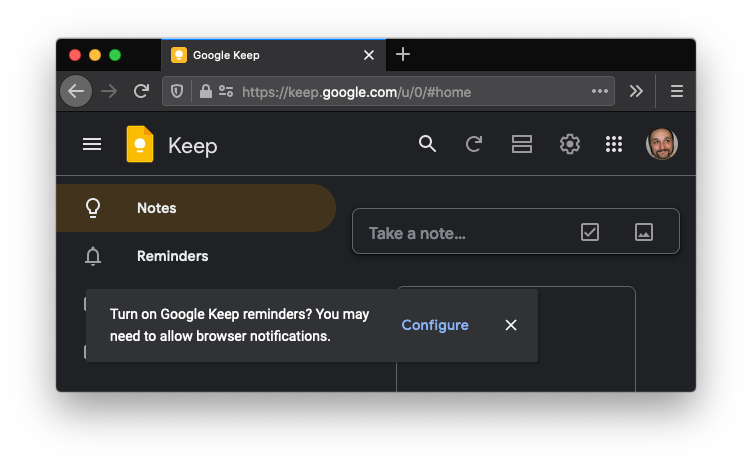 Google Keep
https://keep.google.com/u/0/#home
Keep
Notes
Take a note...
Reminders
Turn on Google Keep reminders? You may
need to allow browser notifications.
Configure